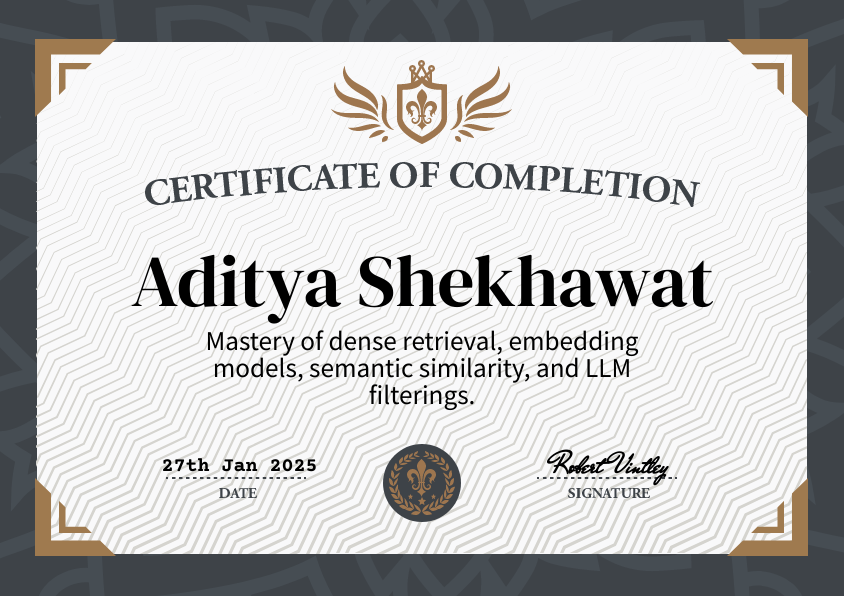 CERTIFICATE OF COMPLETION
Aditya Shekhawat
Mastery of dense retrieval, embedding
models, semantic similarity, and LLM
filterings.
27th Jan 2025
DATE
Robert Vintley
SIGNATURE